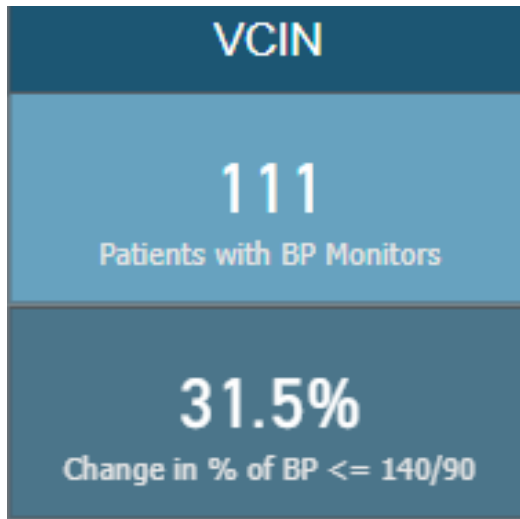 VCIN
111
Patients with BP Monitors
31.5%
Change in % of BP <= 140/90